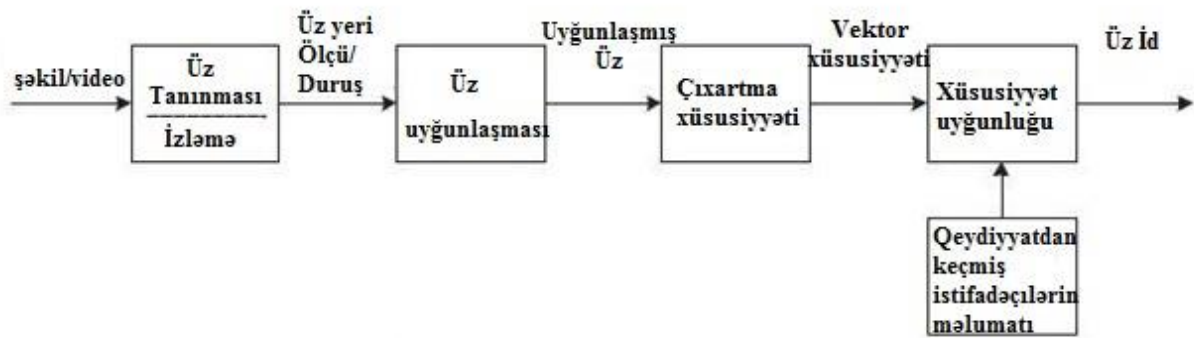 şəkil/video
Üz
Tanınması
İzləmə
Üz yeri
Ölçü/
Duruş
Üz
uyğunlaşması
Uyğunlaşmış
Üz
Çıxartma
xüsusiyyəti
Vektor
xüsusiyyəti
Xüsusiyyət
uyğunluğu
Üz İd
Qeydiyyatdan
keçmiş
istifadəçılərin
məlumatı